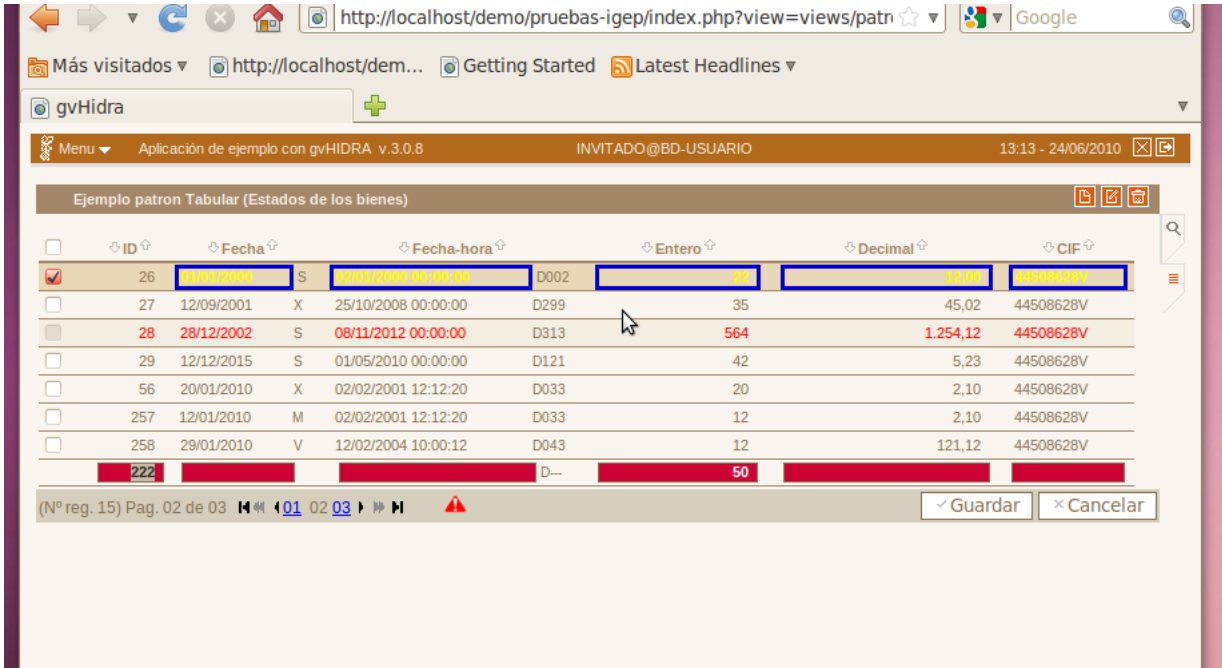 http://localhost/demo/pruebas-igep/index.php?view=views/patr Google
Más visitados http://localhost/dem... Getting Started Latest Headlines
gvHidra
Menu Aplicación de ejemplo con gvHIDRA v.3.0.8 INVITADO@BD-USUARIO 13:13 - 24/06/2010
Ejemplo patron Tabular (Estados de los bienes)
ID Fecha Fecha-hora Entero Decimal CIF
26 01/01/2000 S 02/01/2000 00:00:00 D002 22 12,00 44508628V
27 12/09/2001 X 25/10/2008 00:00:00 D299 35 45,02 44508628V
28 28/12/2002 S 08/11/2012 00:00:00 D313 564 1.254,12 44508628V
29 12/12/2015 S 01/05/2010 00:00:00 D121 42 5,23 44508628V
56 20/01/2010 X 02/02/2001 12:12:20 D033 20 2,10 44508628V
257 12/01/2010 M 02/02/2001 12:12:20 D033 12 2,10 44508628V
258 29/01/2010 V 12/02/2004 10:00:12 D043 12 121,12 44508628V
222 D--- 50
(Nº reg. 15) Pag. 02 de 03 01 02 03 Guardar Cancelar